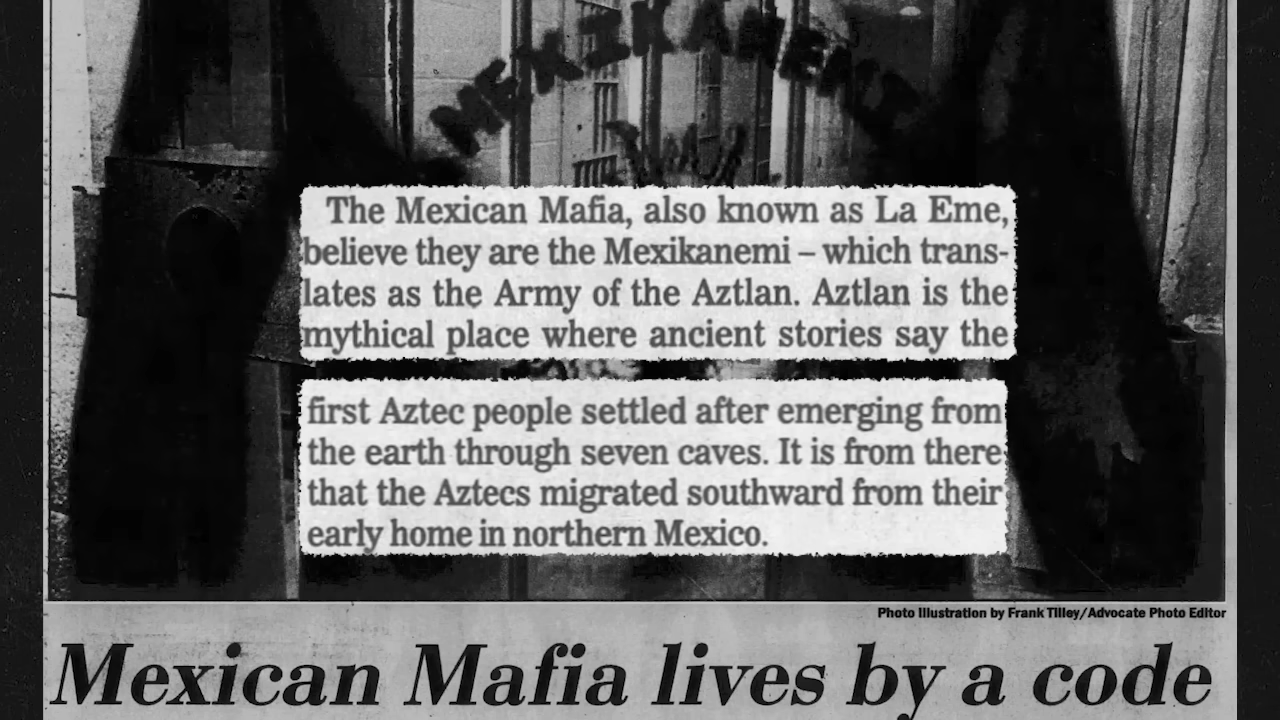 MEXIKANEMI
The Mexican Mafia, also known as La Eme,
believe they are the Mexikanemi – which trans-
lates as the Army of the Aztlan. Aztlan is the
mythical place where ancient stories say the
first Aztec people settled after emerging from
the earth through seven caves. It is from there
that the Aztecs migrated southward from their
early home in northern Mexico.
Photo Illustration by Frank Tilley/Advocate Photo Editor
Mexican Mafia lives by a code